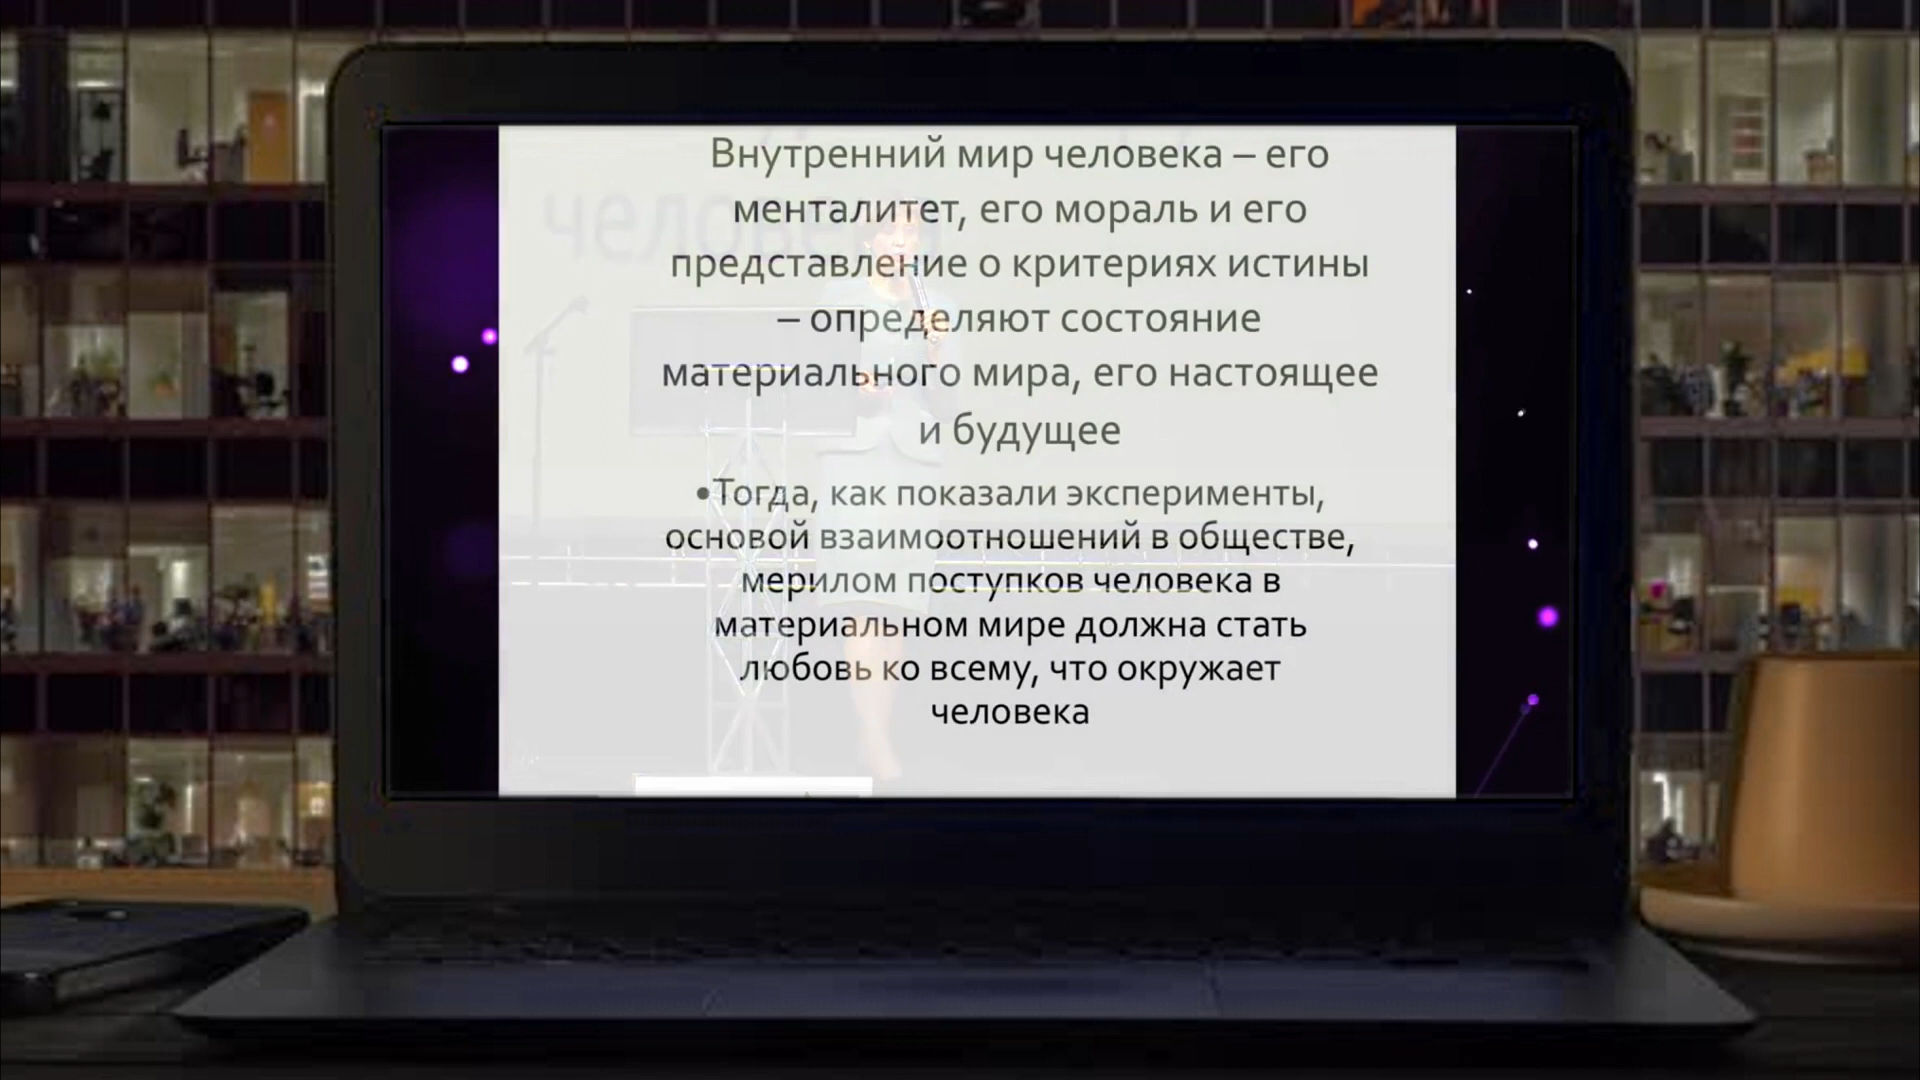 Внутренний мир человека – его
менталитет, его мораль и его
представление о критериях истины
– определяют состояние
материального мира, его настоящее
и будущее
•Тогда, как показали эксперименты,
основой взаимоотношений в обществе,
мерилом поступков человека в
материальном мире должна стать
любовь ко всему, что окружает
человека